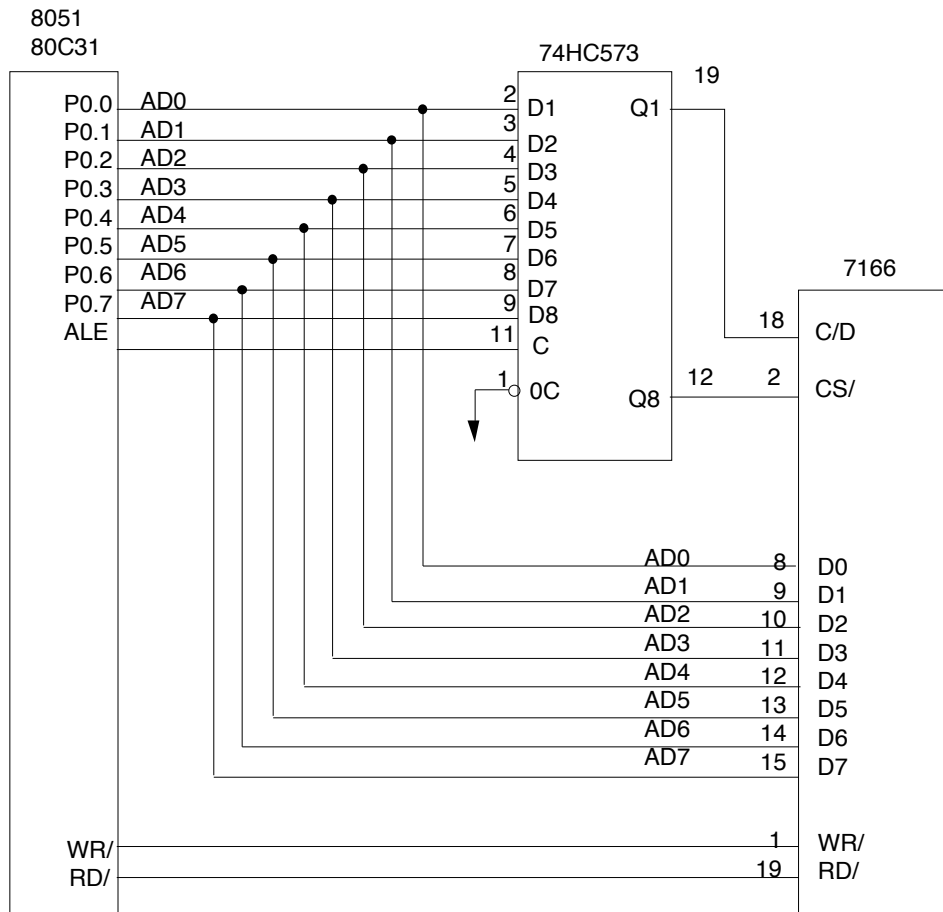 8051
80C31
74HC573
19
P0.0 AD0 2 D1 Q1
P0.1 AD1 3 D2
P0.2 AD2 4 D3
P0.3 AD3 5 D4
P0.4 AD4 6 D5
P0.5 AD5 7 D6
P0.6 AD6 8 D7
P0.7 AD7 9 D8
ALE 11 C
7166
18 C/D
1 0C Q8 12 2 CS/
AD0 8 D0
AD1 9 D1
AD2 10 D2
AD3 11 D3
AD4 12 D4
AD5 13 D5
AD6 14 D6
AD7 15 D7
WR/ 1 WR/
RD/ 19 RD/